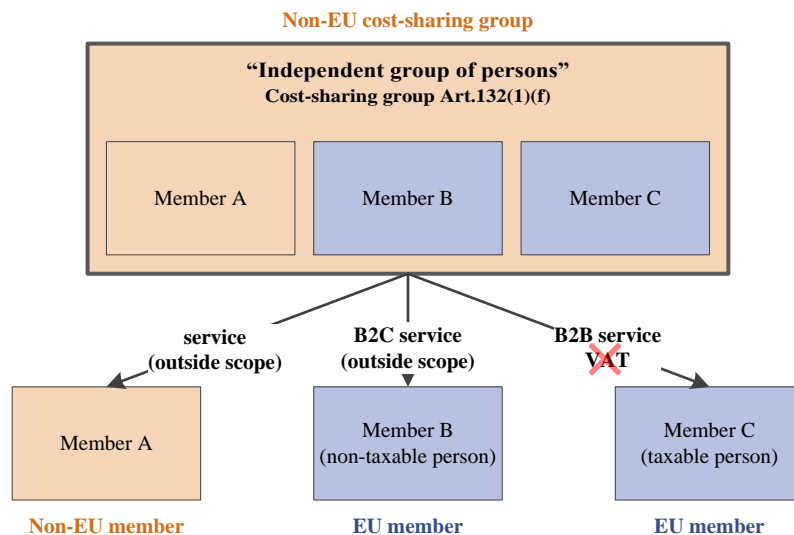 Non-EU cost-sharing group
“Independent group of persons”
Cost-sharing group Art.132(1)(f)
Member A
Member B
Member C
service
(outside scope)
B2C service
(outside scope)
B2B service
VAT
Member A
Member B
(non-taxable person)
Member C
(taxable person)
Non-EU member
EU member
EU member